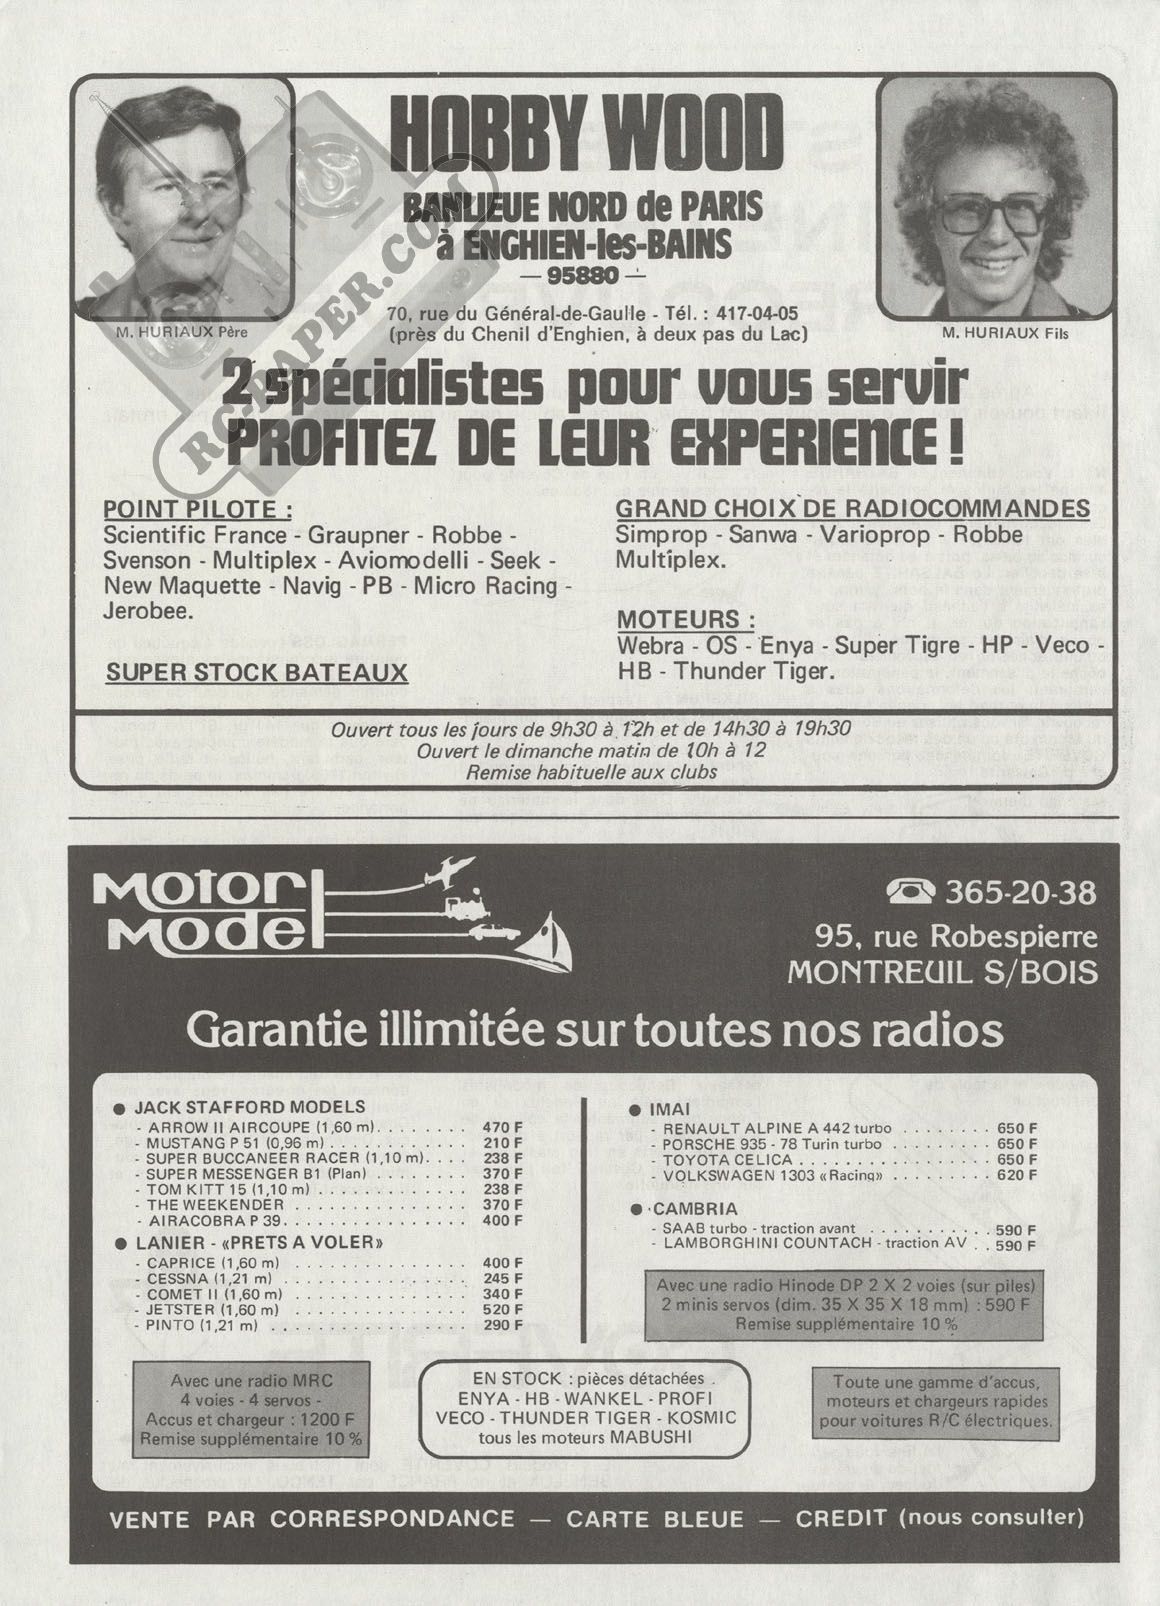 HOBBY WOOD
BANLIEUE NORD de PARIS
à ENGHIEN-les-BAINS
— 95880 —
70, rue du Général-de-Gaulle - Tél. : 417-04-05
(près du Chenil d'Enghien, à deux pas du Lac)
M. HURIAUX Père
M. HURIAUX Fils
RC-PAPER.COM
2 spécialistes pour vous servir
PROFITEZ DE LEUR EXPERIENCE !
POINT PILOTE :
Scientific France - Graupner - Robbe -
Svenson - Multiplex - Aviomodelli - Seek -
New Maquette - Navig - PB - Micro Racing -
Jerobee.
SUPER STOCK BATEAUX
GRAND CHOIX DE RADIOCOMMANDES
Simprop - Sanwa - Varioprop - Robbe
Multiplex.
MOTEURS :
Webra - OS - Enya - Super Tigre - HP - Veco -
HB - Thunder Tiger.
Ouvert tous les jours de 9h30 à 12h et de 14h30 à 19h30
Ouvert le dimanche matin de 10h à 12
Remise habituelle aux clubs
Motor
Model
365-20-38
95, rue Robespierre
MONTREUIL S/BOIS
Garantie illimitée sur toutes nos radios
● JACK STAFFORD MODELS
- ARROW II AIRCOUPE (1,60 m) . . . . . . . . 470 F
- MUSTANG P 51 (0,96 m) . . . . . . . . . . . . 210 F
- SUPER BUCCANEER RACER (1,10 m). . . . 238 F
- SUPER MESSENGER B1 (Plan) . . . . . . . . . 370 F
- TOM KITT 15 (1,10 m) . . . . . . . . . . . . . 238 F
- THE WEEKENDER . . . . . . . . . . . . . . . 370 F
- AIRACOBRA P 39. . . . . . . . . . . . . . . . 400 F
● LANIER - «PRETS A VOLER»
- CAPRICE (1,60 m) . . . . . . . . . . . . . . . 400 F
- CESSNA (1,21 m) . . . . . . . . . . . . . . . . 245 F
- COMET II (1,60 m) . . . . . . . . . . . . . . . 340 F
- JETSTER (1,60 m) . . . . . . . . . . . . . . . 520 F
- PINTO (1,21 m) . . . . . . . . . . . . . . . . . 290 F
● IMAI
- RENAULT ALPINE A 442 turbo . . . . . . . . 650 F
- PORSCHE 935 - 78 Turin turbo . . . . . . . . 650 F
- TOYOTA CELICA . . . . . . . . . . . . . . . . 650 F
- VOLKSWAGEN 1303 «Racing» . . . . . . . . 620 F
● CAMBRIA
- SAAB turbo - traction avant . . . . . . . . . . 590 F
- LAMBORGHINI COUNTACH - traction AV . . 590 F
Avec une radio Hinode DP 2 X 2 voies (sur piles)
2 minis servos (dim. 35 X 35 X 18 mm) : 590 F
Remise supplémentaire 10 %
Avec une radio MRC
4 voies - 4 servos -
Accus et chargeur : 1200 F
Remise supplémentaire 10 %
EN STOCK : pièces détachées .
ENYA - HB - WANKEL - PROFI
VECO - THUNDER TIGER - KOSMIC
tous les moteurs MABUSHI
Toute une gamme d'accus,
moteurs et chargeurs rapides
pour voitures R/C électriques.
VENTE PAR CORRESPONDANCE — CARTE BLEUE — CREDIT (nous consulter)